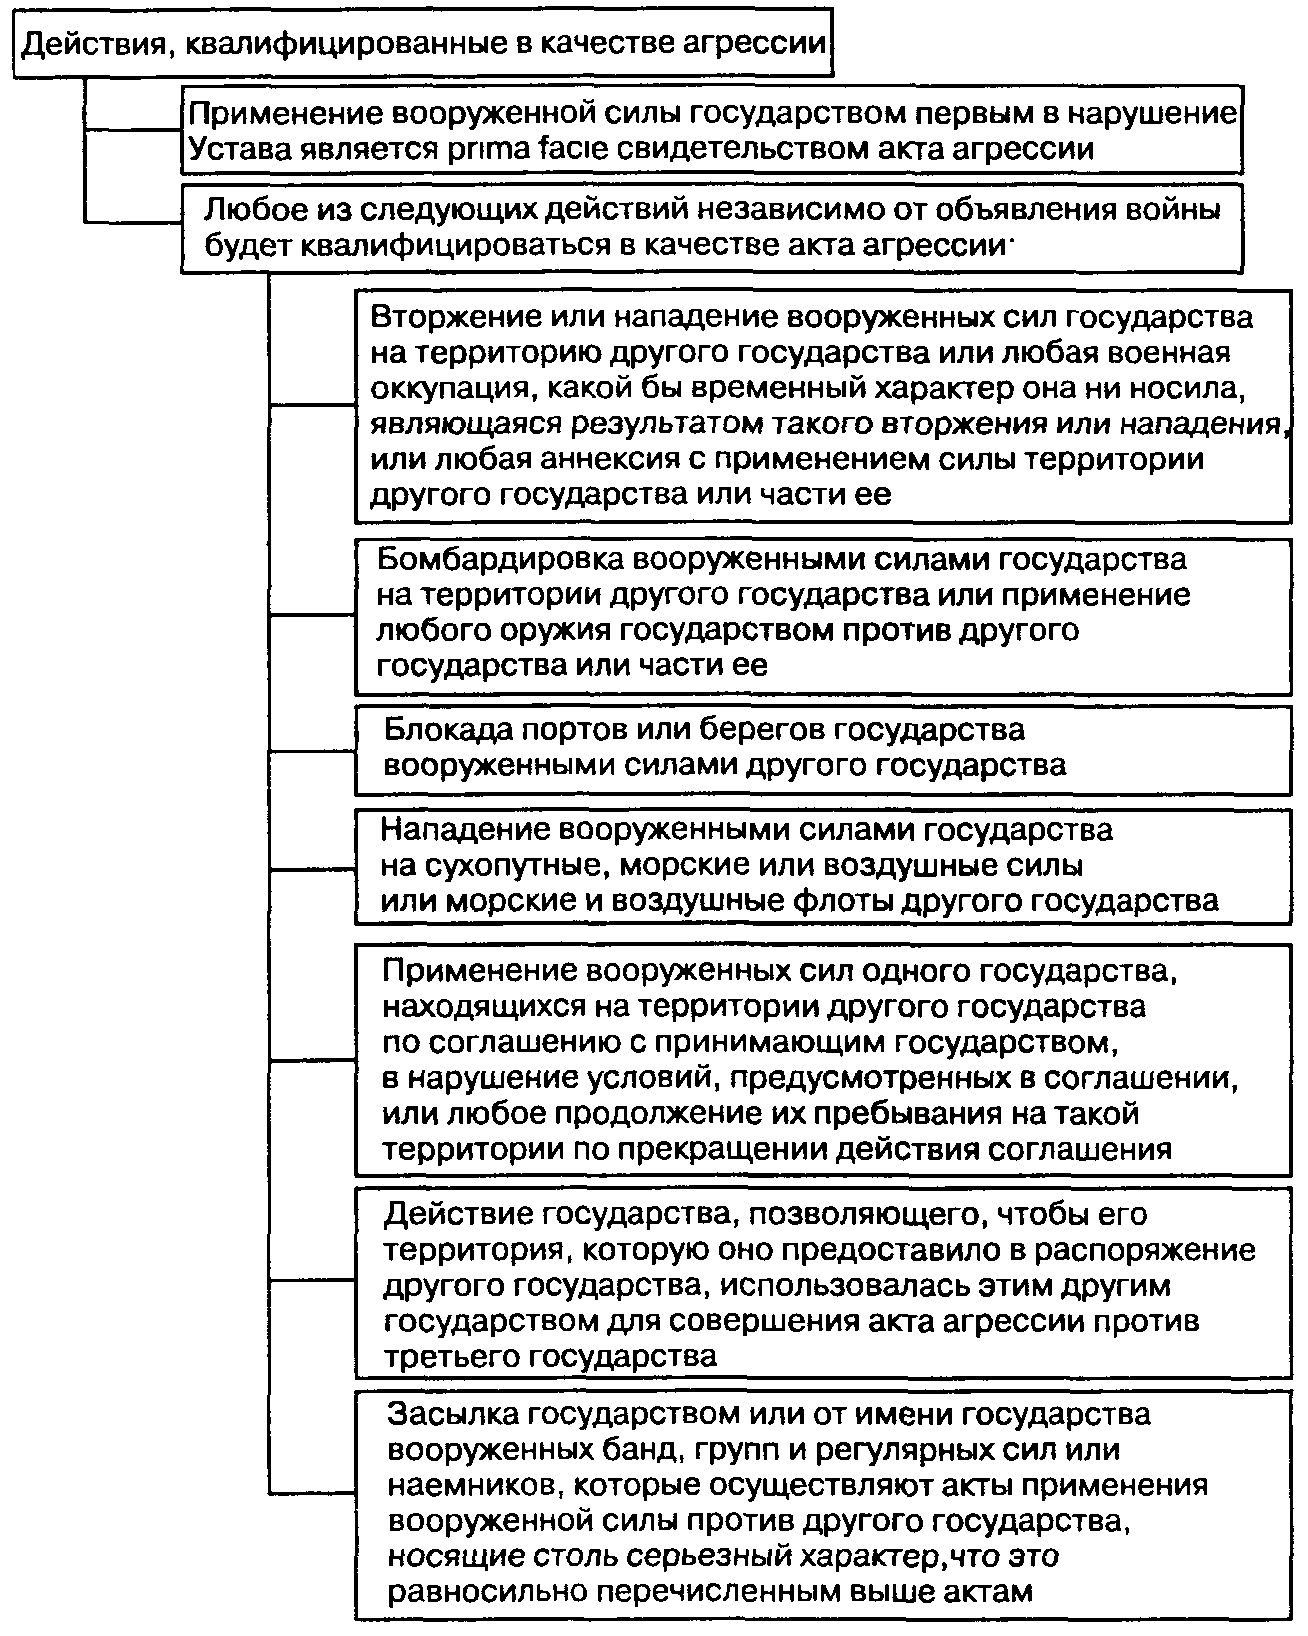 Действия, квалифицированные в качестве агрессии
Применение вооруженной силы государством первым в нарушение
Устава является prıma facıe свидетельством акта агрессии
Любое из следующих действий независимо от объявления войны
будет квалифицироваться в качестве акта агрессии·
Вторжение или нападение вооруженных сил государства
на территорию другого государства или любая военная
оккупация, какой бы временный характер она ни носила,
являющаяся результатом такого вторжения или нападения,
или любая аннексия с применением силы территории
другого государства или части ее
Бомбардировка вооруженными силами государства
на территории другого государства или применение
любого оружия государством против другого
государства или части ее
Блокада портов или берегов государства
вооруженными силами другого государства
Нападение вооруженными силами государства
на сухопутные, морские или воздушные силы
или морские и воздушные флоты другого государства
Применение вооруженных сил одного государства,
находящихся на территории другого государства
по соглашению с принимающим государством,
в нарушение условий, предусмотренных в соглашении,
или любое продолжение их пребывания на такой
территории по прекращении действия соглашения
Действие государства, позволяющего, чтобы его
территория, которую оно предоставило в распоряжение
другого государства, использовалась этим другим
государством для совершения акта агрессии против
третьего государства
Засылка государством или от имени государства
вооруженных банд, групп и регулярных сил или
наемников, которые осуществляют акты применения
вооруженной силы против другого государства,
носящие столь серьезный характер,что это
равносильно перечисленным выше актам